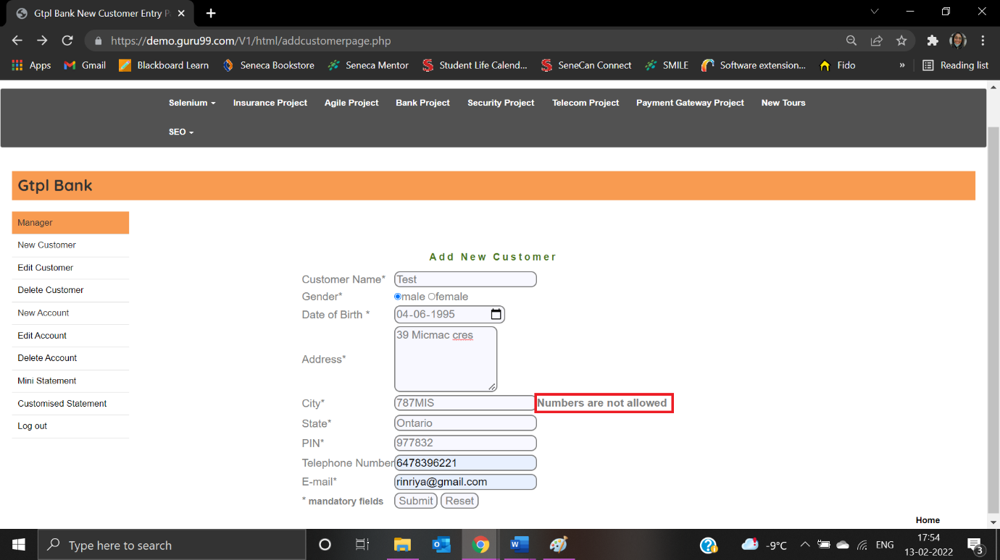 Gtpl Bank New Customer Entry P
https://demo.guru99.com/V1/html/addcustomerpage.php
Apps Gmail Blackboard Learn Seneca Bookstore Seneca Mentor Student Life Calend... SeneCan Connect SMILE Software extension... Fido » Reading list
Selenium Insurance Project Agile Project Bank Project Security Project Telecom Project Payment Gateway Project New Tours
SEO
Gtpl Bank
Manager
New Customer
Edit Customer
Delete Customer
New Account
Edit Account
Delete Account
Mini Statement
Customised Statement
Log out
Add New Customer
Customer Name* Test
Gender* male female
Date of Birth * 04-06-1995
Address* 39 Micmac cres
City* 787MIS Numbers are not allowed
State* Ontario
PIN* 977832
Telephone Number 6478396221
E-mail* rinriya@gmail.com
* mandatory fields Submit Reset
Home
Type here to search
-9°C ENG 17:54
13-02-2022 3